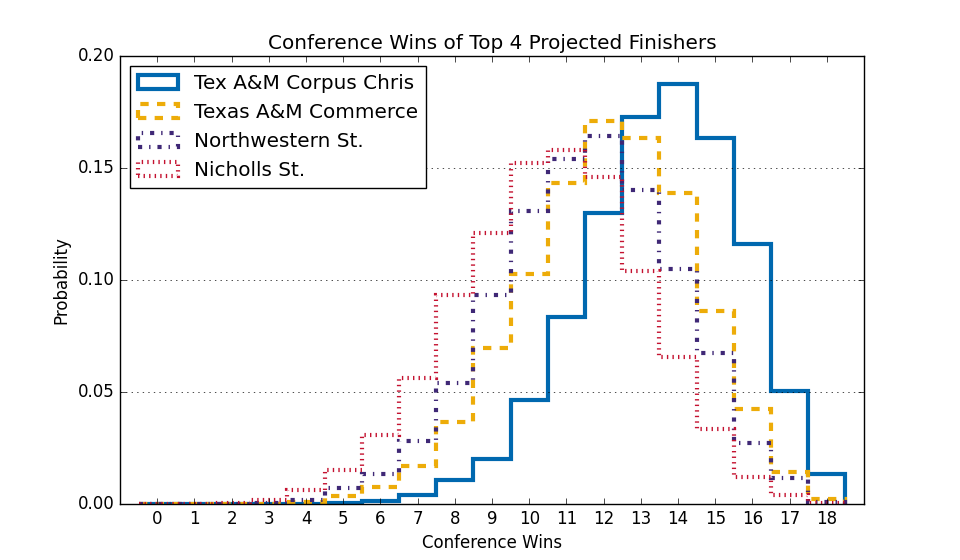 Conference Wins of Top 4 Projected Finishers
0.20
Tex A&M Corpus Chris
Texas A&M Commerce
Northwestern St.
Nicholls St.
0.15
0.10
0.05
0.00
Probability
0 1 2 3 4 5 6 7 8 9 10 11 12 13 14 15 16 17 18
Conference Wins